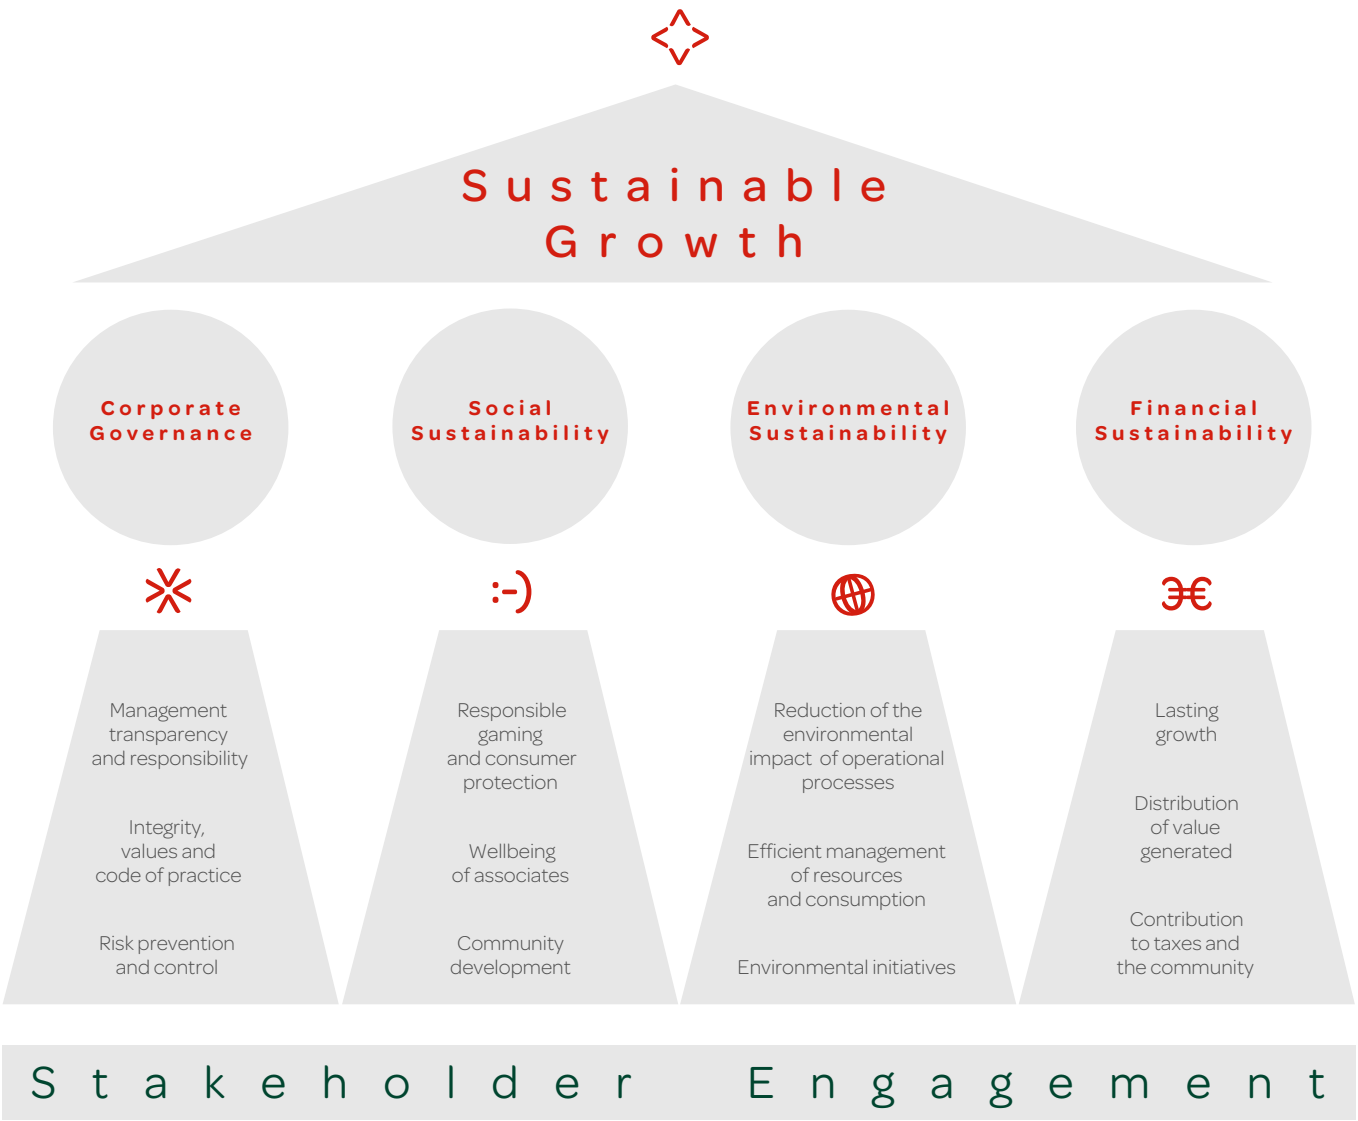 Sustainable
Growth
Corporate
Governance
Social
Sustainability
Environmental
Sustainability
Financial
Sustainability
:-)
Management
transparency
and responsibility
Integrity,
values and
code of practice
Risk prevention
and control
Responsible
gaming
and consumer
protection
Wellbeing
of associates
Community
development
Reduction of the
environmental
impact of operational
processes
Efficient management
of resources
and consumption
Environmental initiatives
Lasting
growth
Distribution
of value
generated
Contribution
to taxes and
the community
Stakeholder Engagement